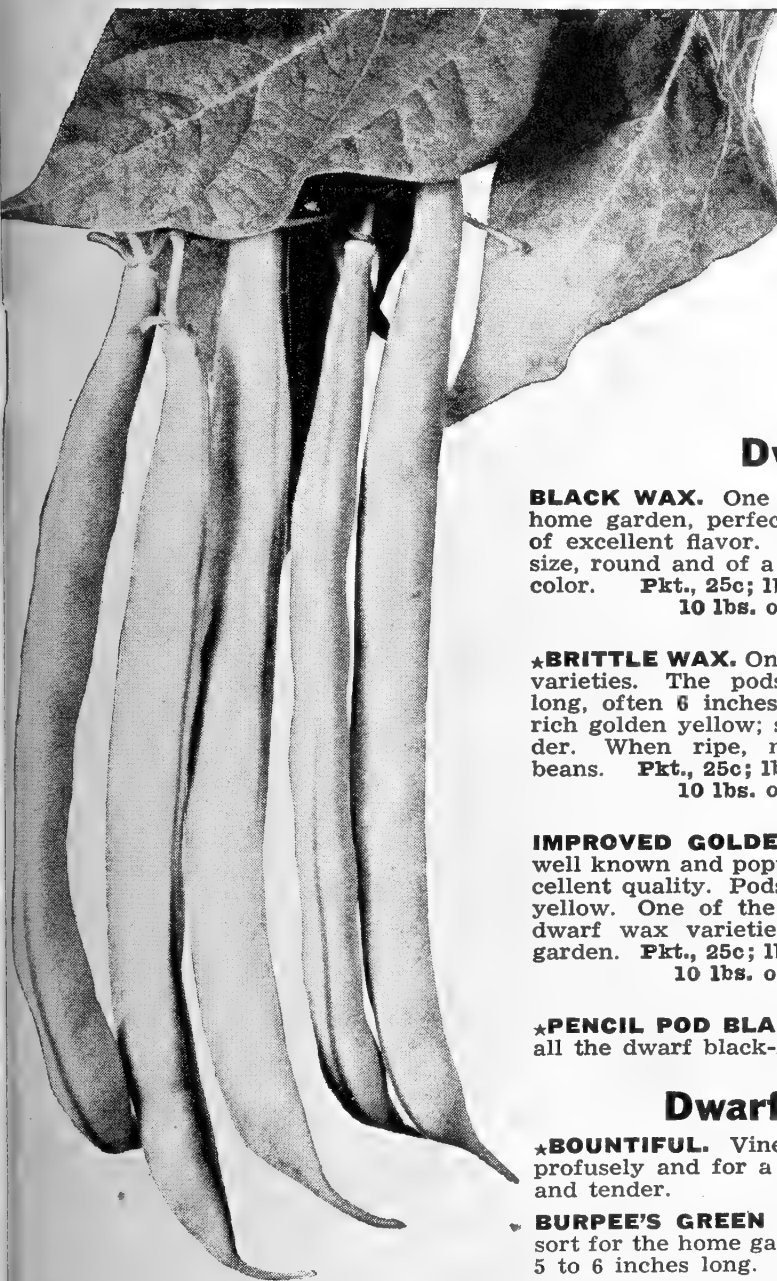 Dw
BLACK WAX. One
home garden, perfec
of excellent flavor.
size, round and of a
color. Pkt., 25c; lb
10 lbs. o
★BRITTLE WAX. On
varieties. The pods
long, often 6 inches
rich golden yellow; s
der. When ripe, n
beans. Pkt., 25c; lb
10 lbs. o
IMPROVED GOLDE
well known and pop
cellent quality. Pods
yellow. One of the
dwarf wax varietie
garden. Pkt., 25c; lb
10 lbs. o
★PENCIL POD BLA
all the dwarf black-
Dwarf
★BOUNTIFUL. Vine
profusely and for a
and tender.
BURPEE'S GREEN
sort for the home ga
5 to 6 inches long.